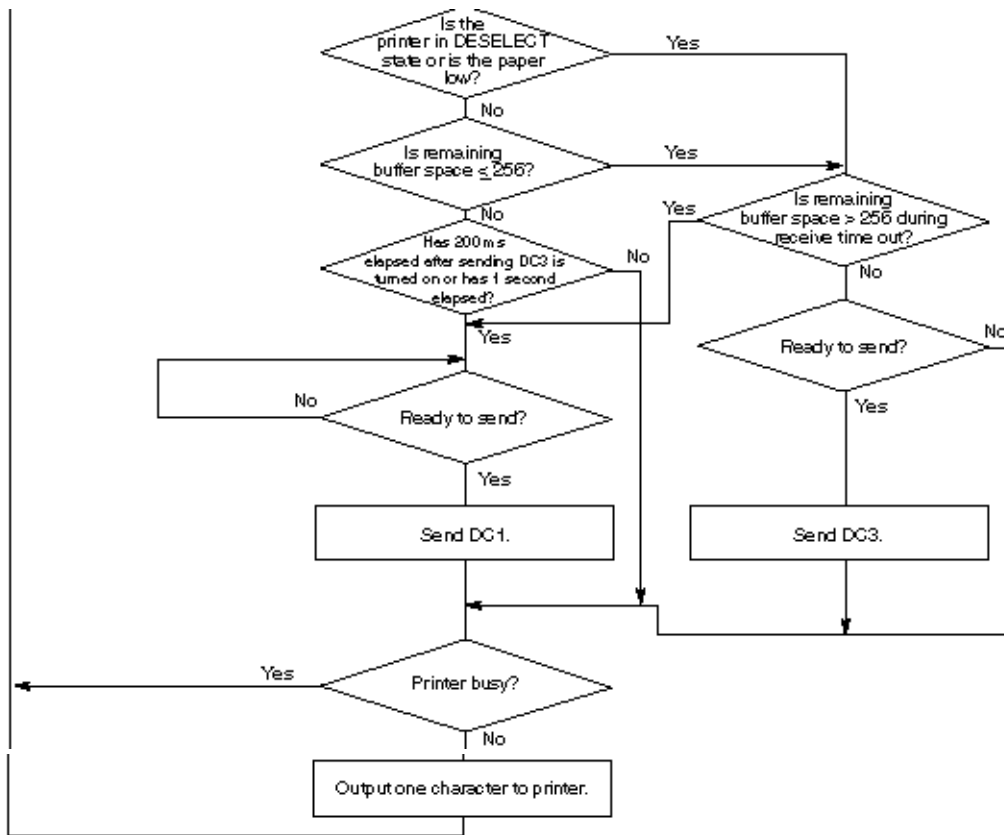 Is the
printer in DESELECT
state or is the paper
low?
Yes
No
Is remaining
buffer space ≤ 256?
Yes
No
Is remaining
buffer space > 256 during
receive time out?
Yes
No
Has 200 ms
elapsed after sending DC3 is
turned on or has 1 second
elapsed?
No
Yes
Ready to send?
No
Yes
Ready to send?
No
Yes
Send DC1.
Send DC3.
Printer busy?
Yes
No
Output one character to printer.